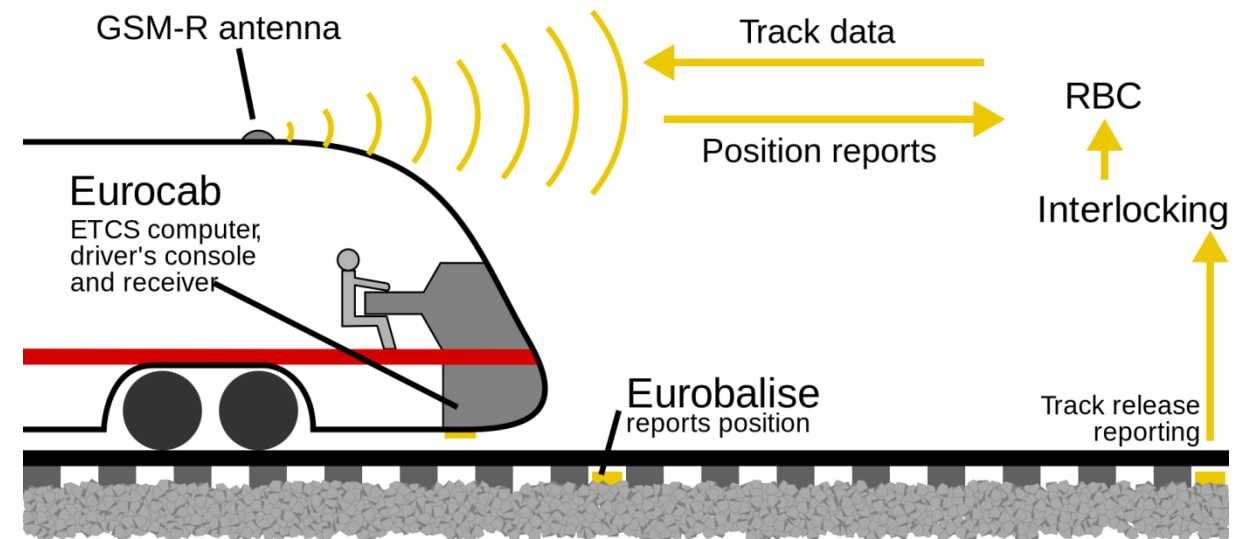 GSM-R antenna
Track data
RBC
Position reports
Eurocab
ETCS computer,
driver's console
and receiver
Interlocking
Eurobalise
reports position
Track release
reporting